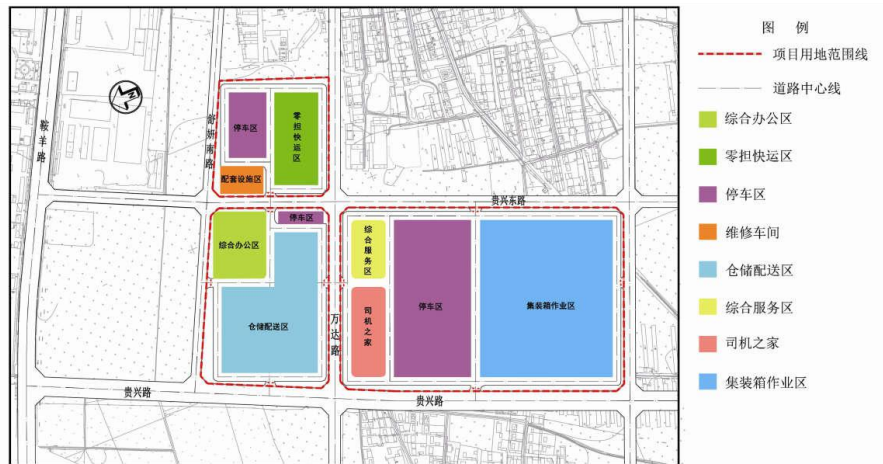 图 例
项目用地范围线
道路中心线
综合办公区
零担快运区
停车区
维修车间
仓储配送区
综合服务区
司机之家
集装箱作业区
鞍羊路
南路
停车区
零担快运区
配套设施区
贵兴东路
综合办公区
停车区
综合服务区
仓储配送区
万达路
司机之家
停车区
集装箱作业区
贵兴路
贵兴路